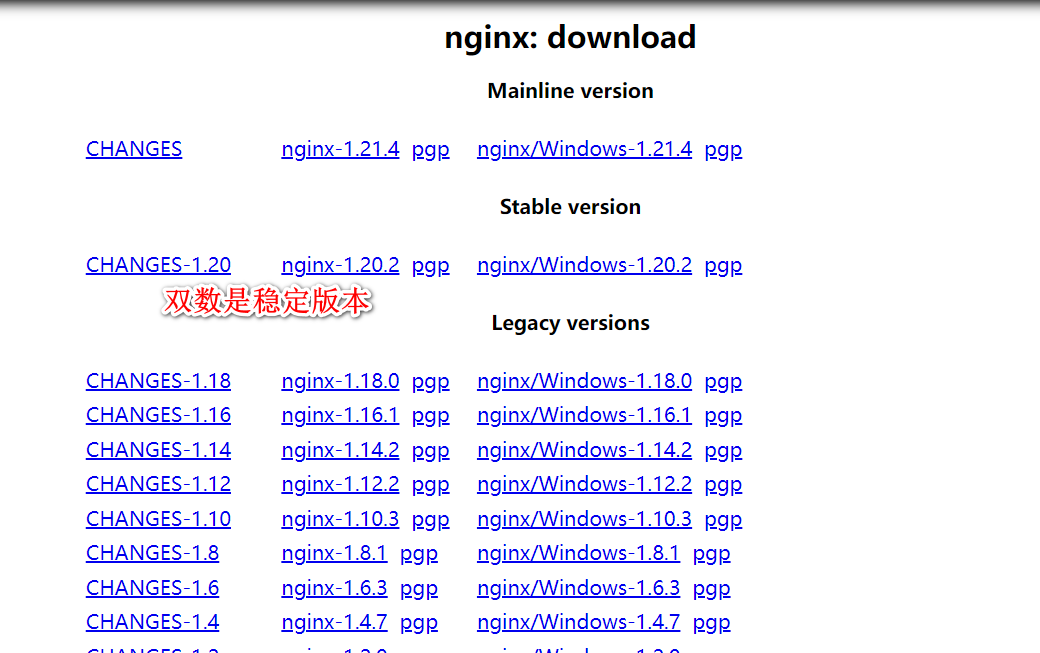 nginx: download
Mainline version
CHANGES nginx-1.21.4 pgp nginx/Windows-1.21.4 pgp
Stable version
CHANGES-1.20 nginx-1.20.2 pgp nginx/Windows-1.20.2 pgp
双数是稳定版本
Legacy versions
CHANGES-1.18 nginx-1.18.0 pgp nginx/Windows-1.18.0 pgp
CHANGES-1.16 nginx-1.16.1 pgp nginx/Windows-1.16.1 pgp
CHANGES-1.14 nginx-1.14.2 pgp nginx/Windows-1.14.2 pgp
CHANGES-1.12 nginx-1.12.2 pgp nginx/Windows-1.12.2 pgp
CHANGES-1.10 nginx-1.10.3 pgp nginx/Windows-1.10.3 pgp
CHANGES-1.8 nginx-1.8.1 pgp nginx/Windows-1.8.1 pgp
CHANGES-1.6 nginx-1.6.3 pgp nginx/Windows-1.6.3 pgp
CHANGES-1.4 nginx-1.4.7 pgp nginx/Windows-1.4.7 pgp